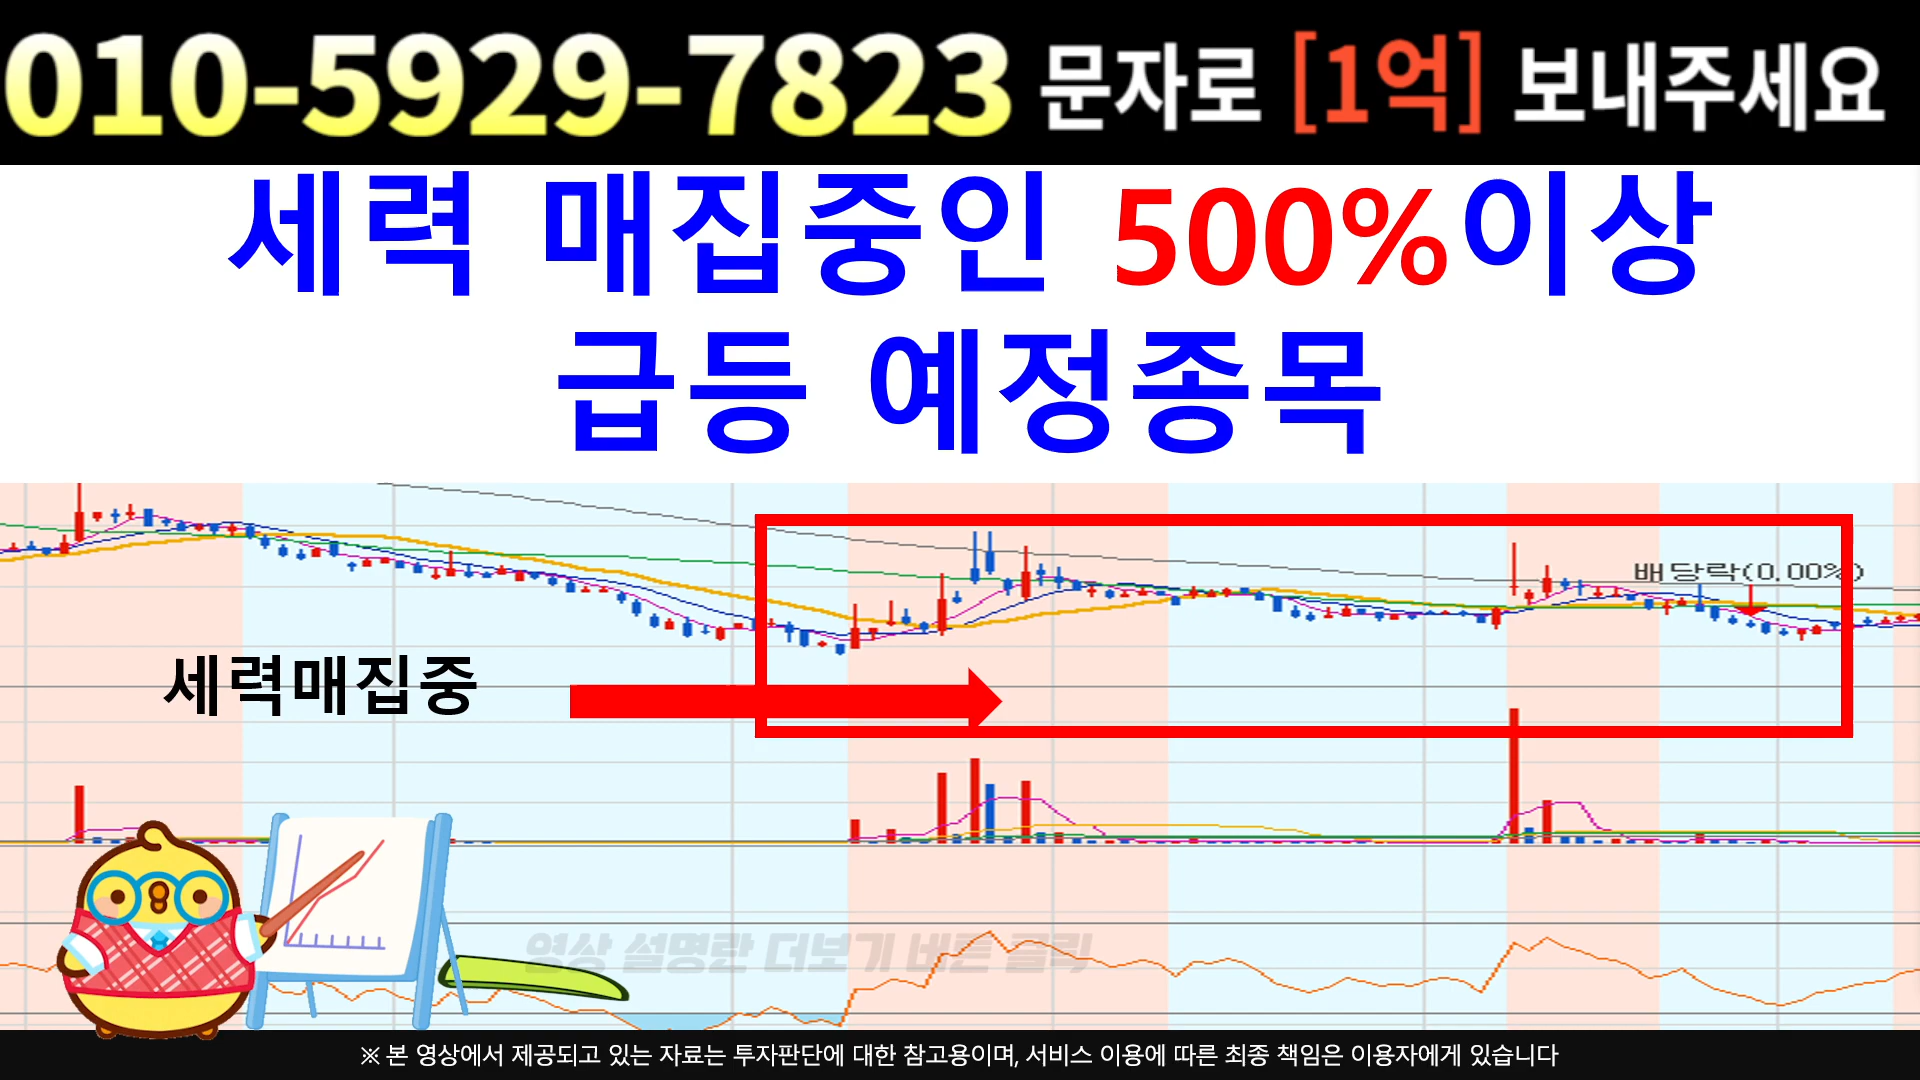 010-5929-7823 문자로 [1억] 보내주세요
세력 매집중인 500%이상
급등 예정종목
배당락(0.00%)
세력매집중
영상 설명란 더보기 버튼 클릭
※ 본 영상에서 제공되고 있는 자료는 투자판단에 대한 참고용이며, 서비스 이용에 따른 최종 책임은 이용자에게 있습니다